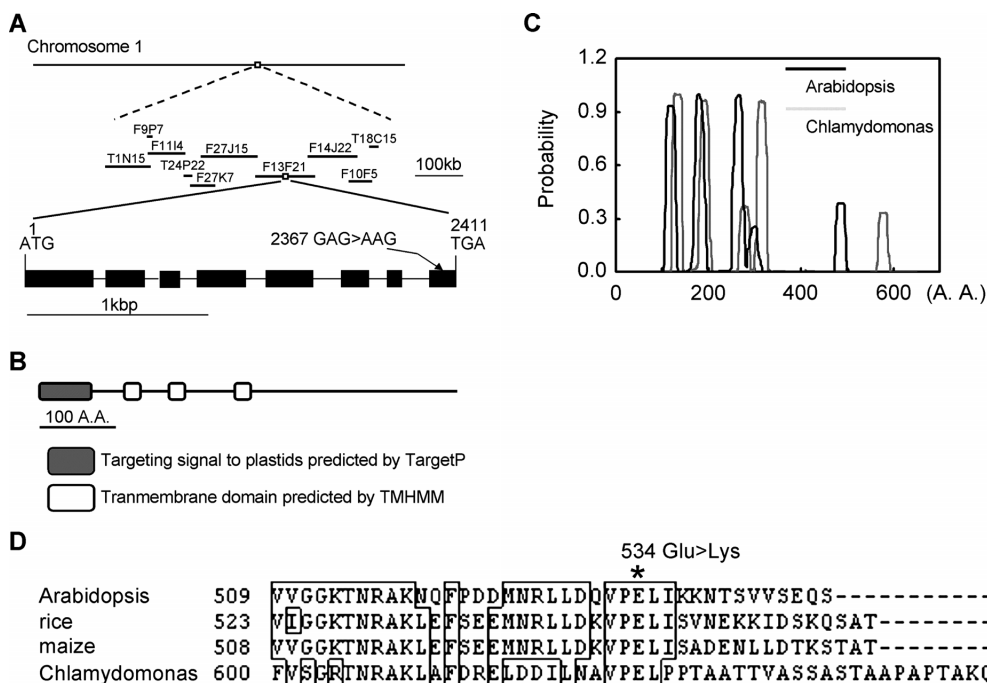 A
Chromosome 1
F9P7
F11I4
T1N15
T24P22
F27J15
F27K7
F13F21
F14J22
T18C15
F10F5
100kb
1
ATG
2367 GAG>AAG
2411
TGA
1kbp
B
100 A.A.
Targeting signal to plastids predicted by TargetP
Tranmembrane domain predicted by TMHMM
C
Probability
1.2
0.9
0.6
0.3
0.0
0 200 400 600 (A. A.)
Arabidopsis
Chlamydomonas
D
534 Glu>Lys
*
Arabidopsis 509 VVGGKTNRAKNQFPDDMNRLLDQVPELIKKNTSVVSEQS-----------
rice 523 VIGGKTNRAKLEFSEEMNRLLDKVPELISVNEKKIDSKQSAT--------
maize 508 VVGGKTNRAKLEFSEEMNRLLDKVPELISADENLLDTKSTAT--------
Chlamydomonas 600 FVSGRTNRAKLAFDRELDDILNAVPELPPTAATTVASSASTAAPAPTAKQ